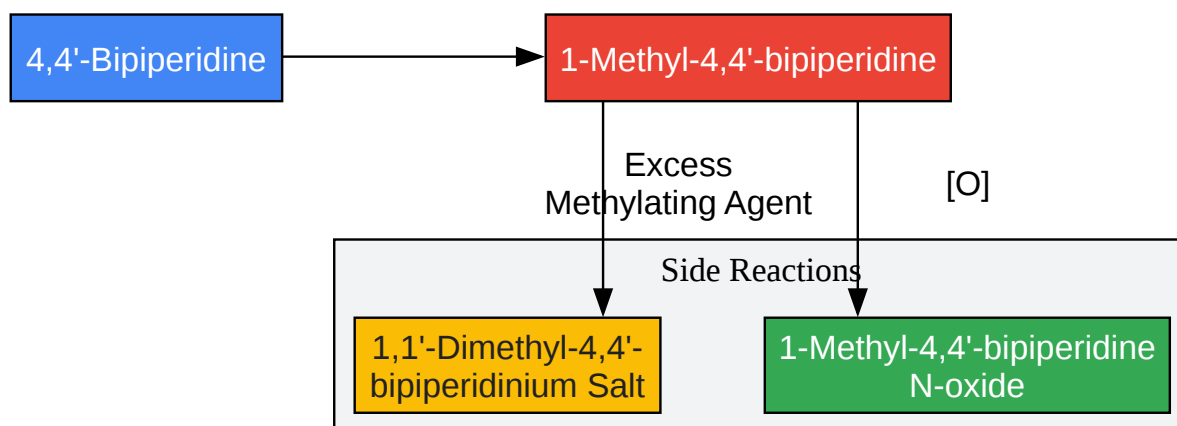 4,4'-Bipiperidine
1-Methyl-4,4'-bipiperidine
Excess
Methylating Agent
[O]
Side Reactions
1,1'-Dimethyl-4,4'-
bipiperidinium Salt
1-Methyl-4,4'-bipiperidine
N-oxide